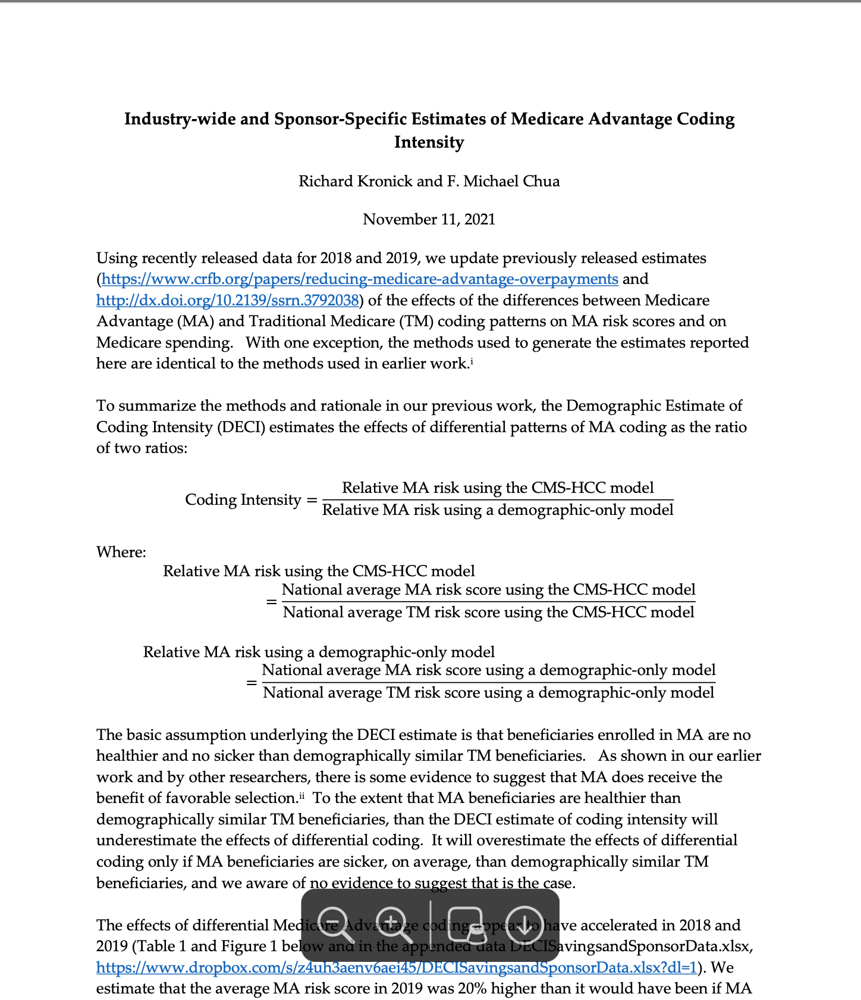 Industry-wide and Sponsor-Specific Estimates of Medicare Advantage Coding
Intensity
Richard Kronick and F. Michael Chua
November 11, 2021
Using recently released data for 2018 and 2019, we update previously released estimates
(https://www.crfb.org/papers/reducing-medicare-advantage-overpayments and
http://dx.doi.org/10.2139/ssrn.3792038) of the effects of the differences between Medicare
Advantage (MA) and Traditional Medicare (TM) coding patterns on MA risk scores and on
Medicare spending.   With one exception, the methods used to generate the estimates reported
here are identical to the methods used in earlier work.i
To summarize the methods and rationale in our previous work, the Demographic Estimate of
Coding Intensity (DECI) estimates the effects of differential patterns of MA coding as the ratio
of two ratios:
Relative MA risk using the CMS-HCC model
Coding Intensity =
Relative MA risk using a demographic-only model
Where:
Relative MA risk using the CMS-HCC model
National average MA risk score using the CMS-HCC model
=
National average TM risk score using the CMS-HCC model
Relative MA risk using a demographic-only model
National average MA risk score using a demographic-only model
=
National average TM risk score using a demographic-only model
The basic assumption underlying the DECI estimate is that beneficiaries enrolled in MA are no
healthier and no sicker than demographically similar TM beneficiaries.   As shown in our earlier
work and by other researchers, there is some evidence to suggest that MA does receive the
benefit of favorable selection.ii  To the extent that MA beneficiaries are healthier than
demographically similar TM beneficiaries, than the DECI estimate of coding intensity will
underestimate the effects of differential coding.  It will overestimate the effects of differential
coding only if MA beneficiaries are sicker, on average, than demographically similar TM
beneficiaries, and we aware of no evidence to suggest that is the case.
The effects of differential Medicare Advantage coding appear to have accelerated in 2018 and
2019 (Table 1 and Figure 1 below and in the appended data DECISavingsandSponsorData.xlsx,
https://www.dropbox.com/s/z4uh3aenv6aei45/DECISavingsandSponsorData.xlsx?dl=1). We
estimate that the average MA risk score in 2019 was 20% higher than it would have been if MA